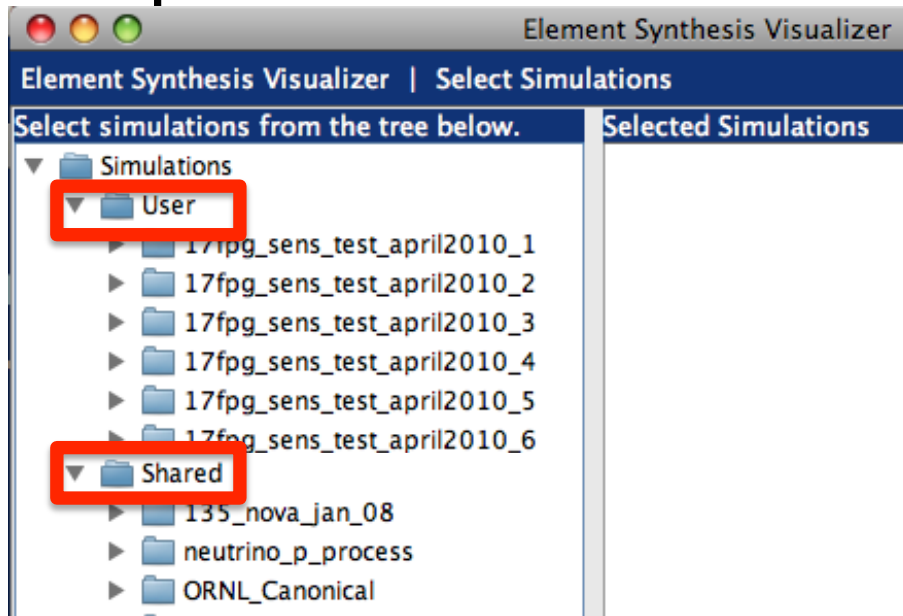 Element Synthesis Visualizer
Element Synthesis Visualizer | Select Simulations
Select simulations from the tree below.
Selected Simulations
Simulations
User
17fpg_sens_test_april2010_1
17fpg_sens_test_april2010_2
17fpg_sens_test_april2010_3
17fpg_sens_test_april2010_4
17fpg_sens_test_april2010_5
17fpg_sens_test_april2010_6
Shared
135_nova_jan_08
neutrino_p_process
ORNL_Canonical